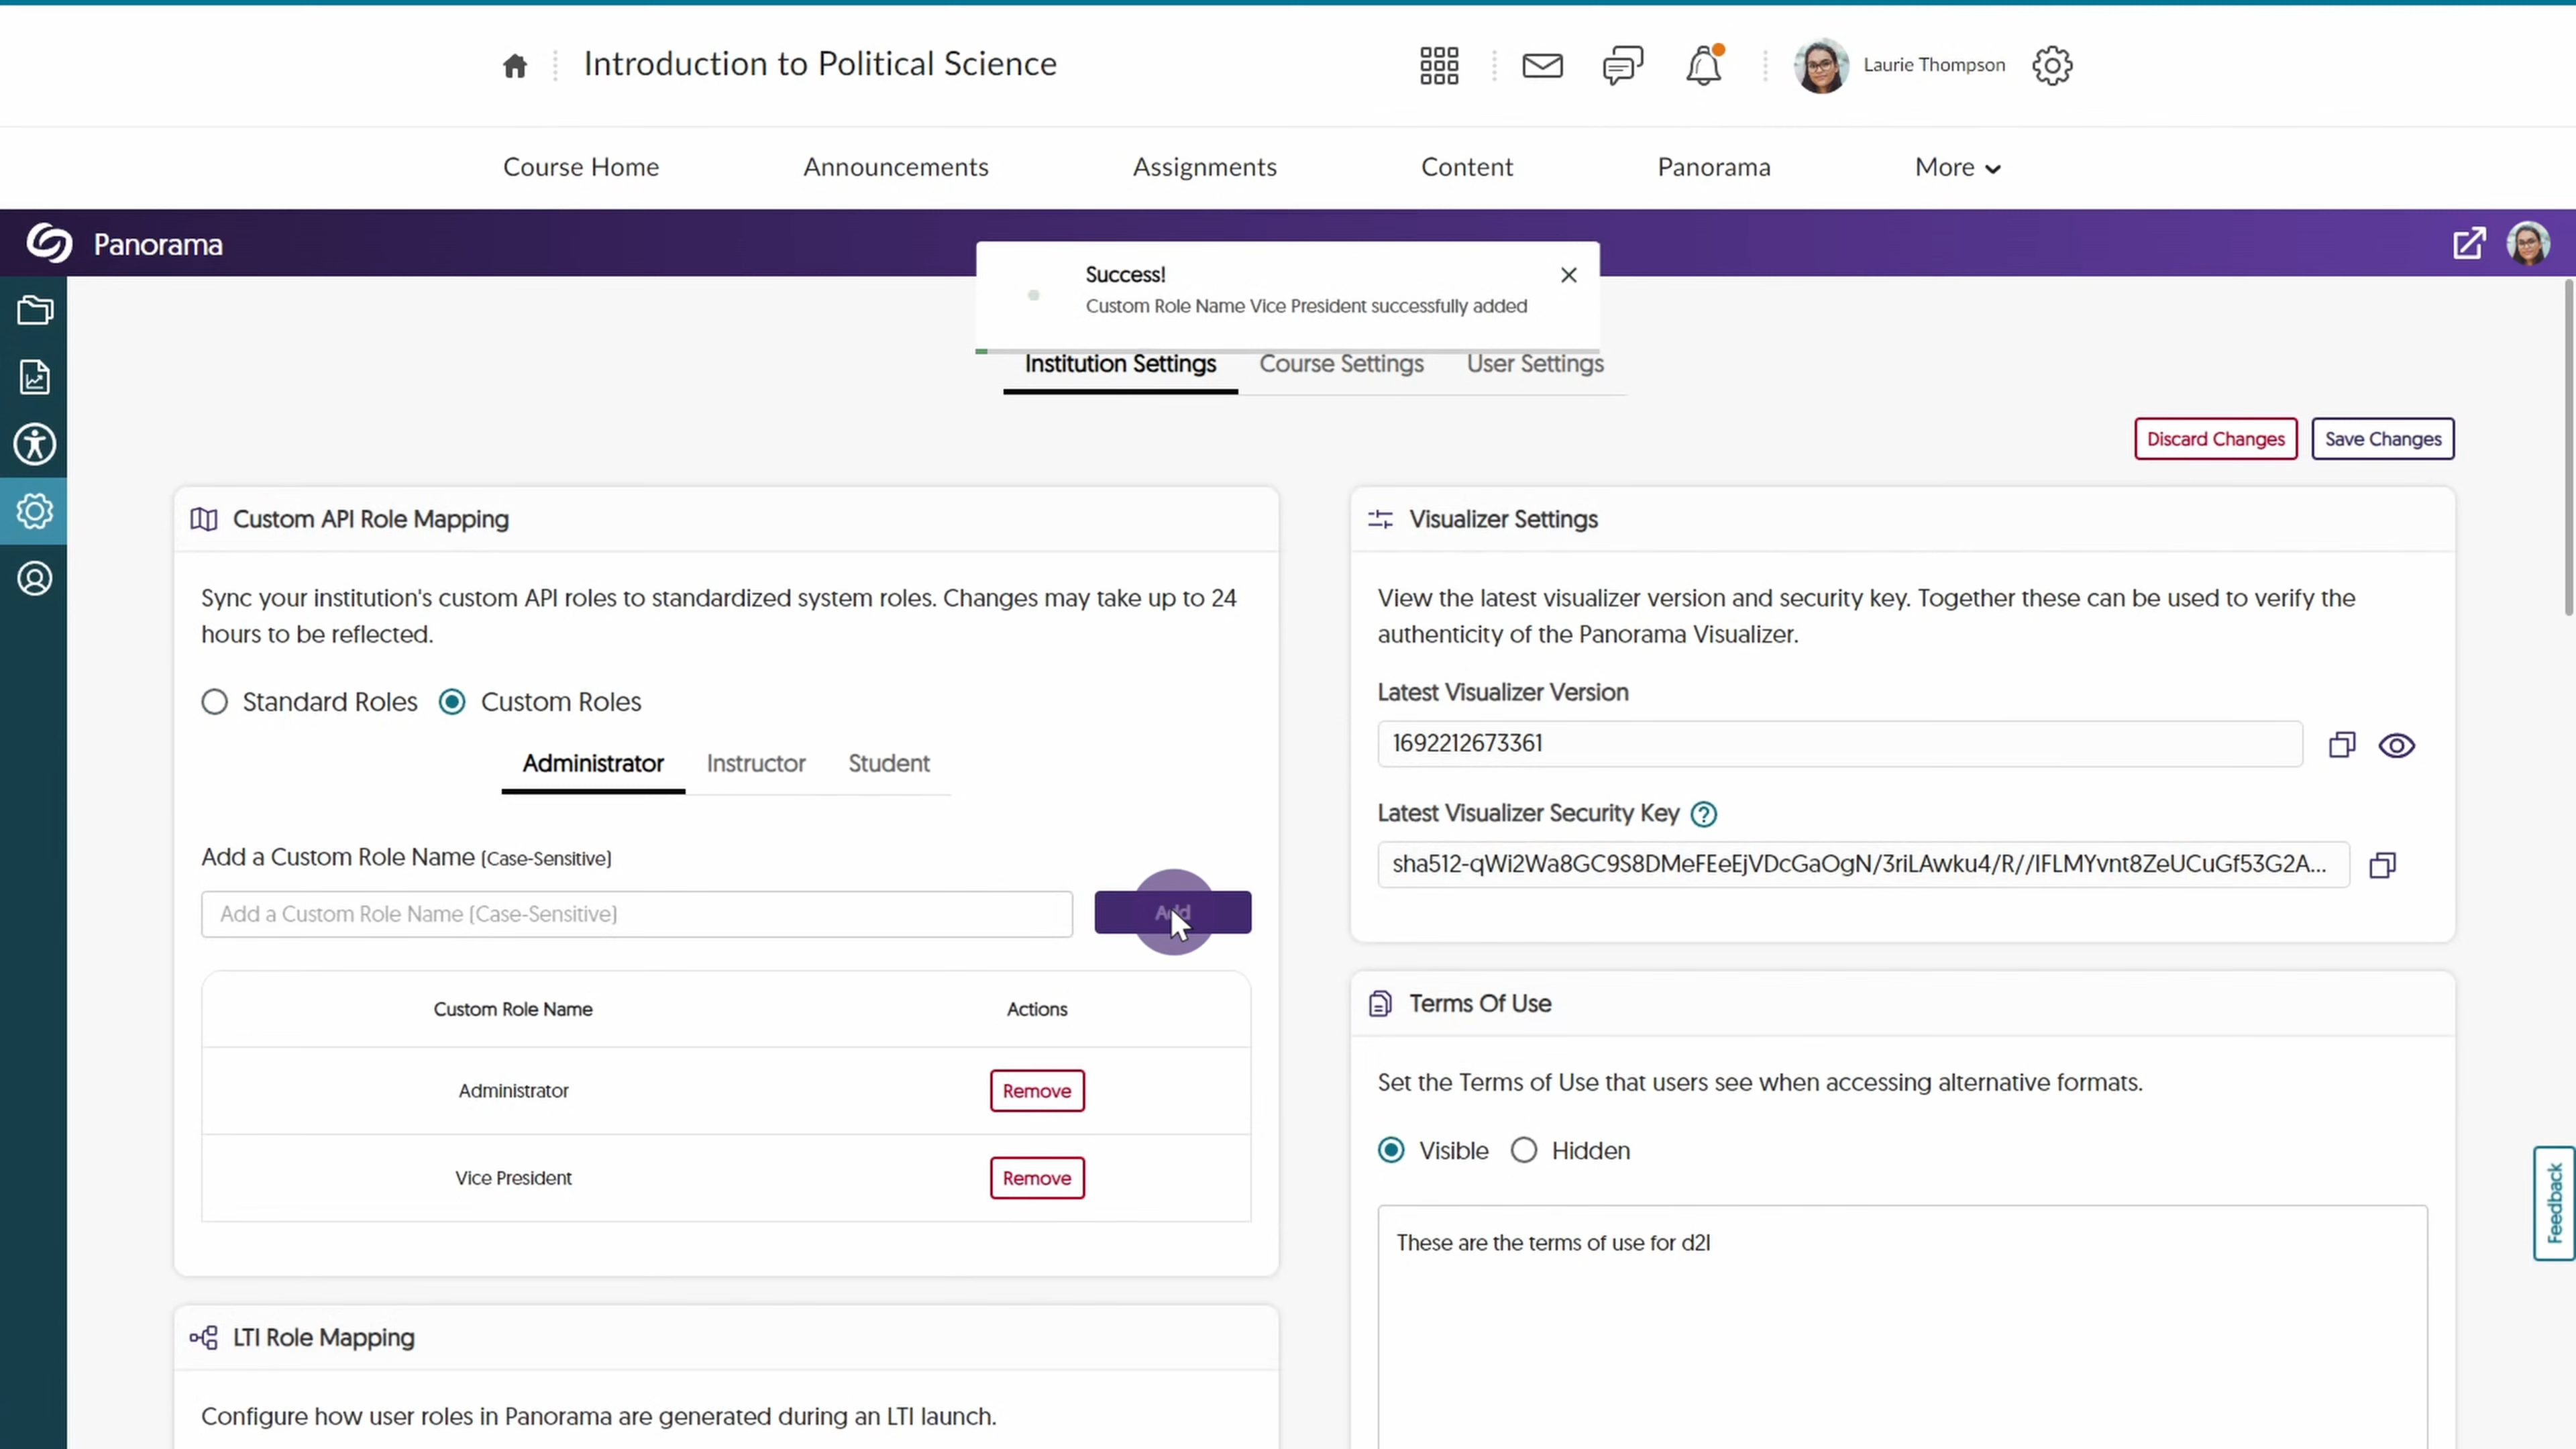 Introduction to Political Science
Laurie Thompson
Course Home
Announcements
Assignments
Content
Panorama
More
Panorama
Success!
Custom Role Name Vice President successfully added
Institution Settings
Course Settings
User Settings
Discard Changes
Save Changes
Custom API Role Mapping
Sync your institution's custom API roles to standardized system roles. Changes may take up to 24
hours to be reflected.
Standard Roles
Custom Roles
Administrator
Instructor
Student
Add a Custom Role Name (Case-Sensitive)
Add a Custom Role Name (Case-Sensitive)
Add
Custom Role Name
Actions
Administrator
Remove
Vice President
Remove
LTI Role Mapping
Configure how user roles in Panorama are generated during an LTI launch.
Visualizer Settings
View the latest visualizer version and security key. Together these can be used to verify the
authenticity of the Panorama Visualizer.
Latest Visualizer Version
1692212673361
Latest Visualizer Security Key
sha512-qWi2Wa8GC9S8DMeFEeEjVDcGaOgN/3riLAwku4/R//IFLMYvnt8ZeUCuGf53G2A...
Terms Of Use
Set the Terms of Use that users see when accessing alternative formats.
Visible
Hidden
These are the terms of use for d2l
Feedback